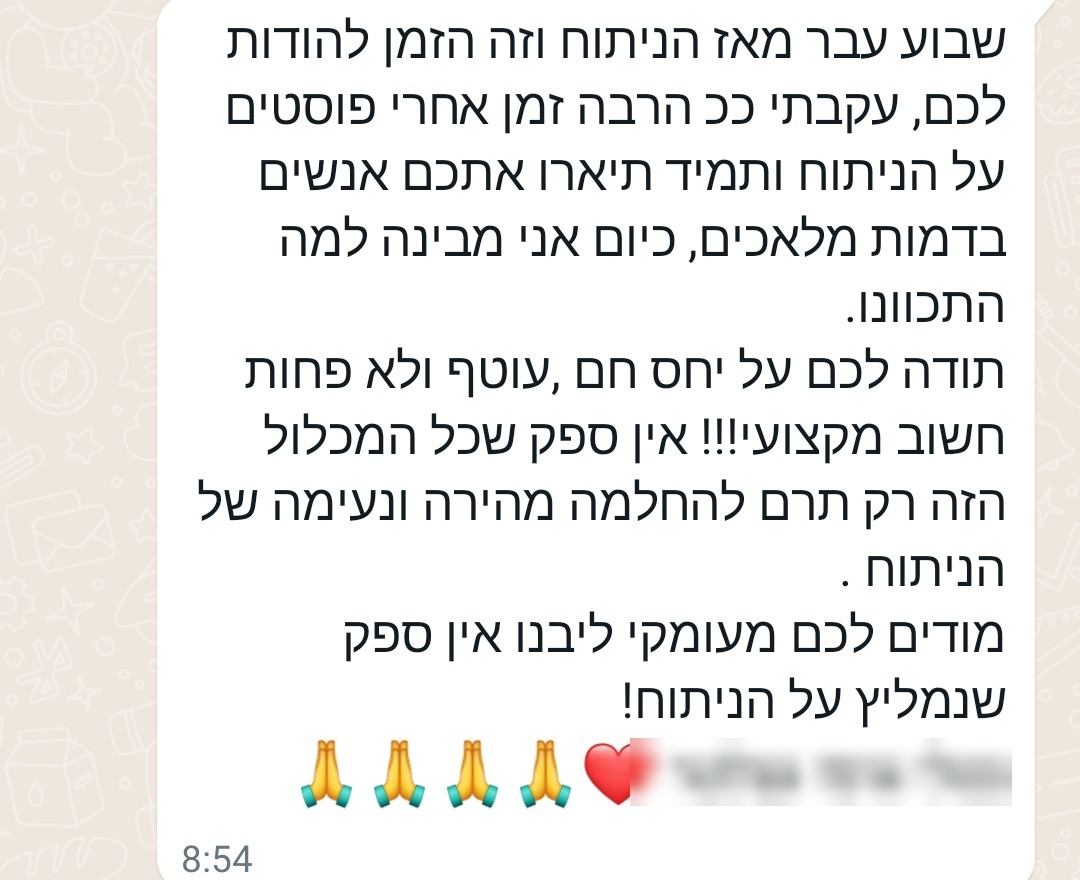 שבוע עבר מאז הניתוח וזה הזמן להודות
לכם, עקבתי ככ הרבה זמן אחרי פוסטים
על הניתוח ותמיד תיארו אתכם אנשים
בדמות מלאכים, כיום אני מבינה למה
התכוונו.
תודה לכם על יחס חם ,עוטף ולא פחות
חשוב מקצועי!!! אין ספק שכל המכלול
הזה רק תרם להחלמה מהירה ונעימה של
הניתוח .
מודים לכם מעומקי ליבנו אין ספק
שנמליץ על הניתוח!
❤️🙏🙏🙏🙏
8:54